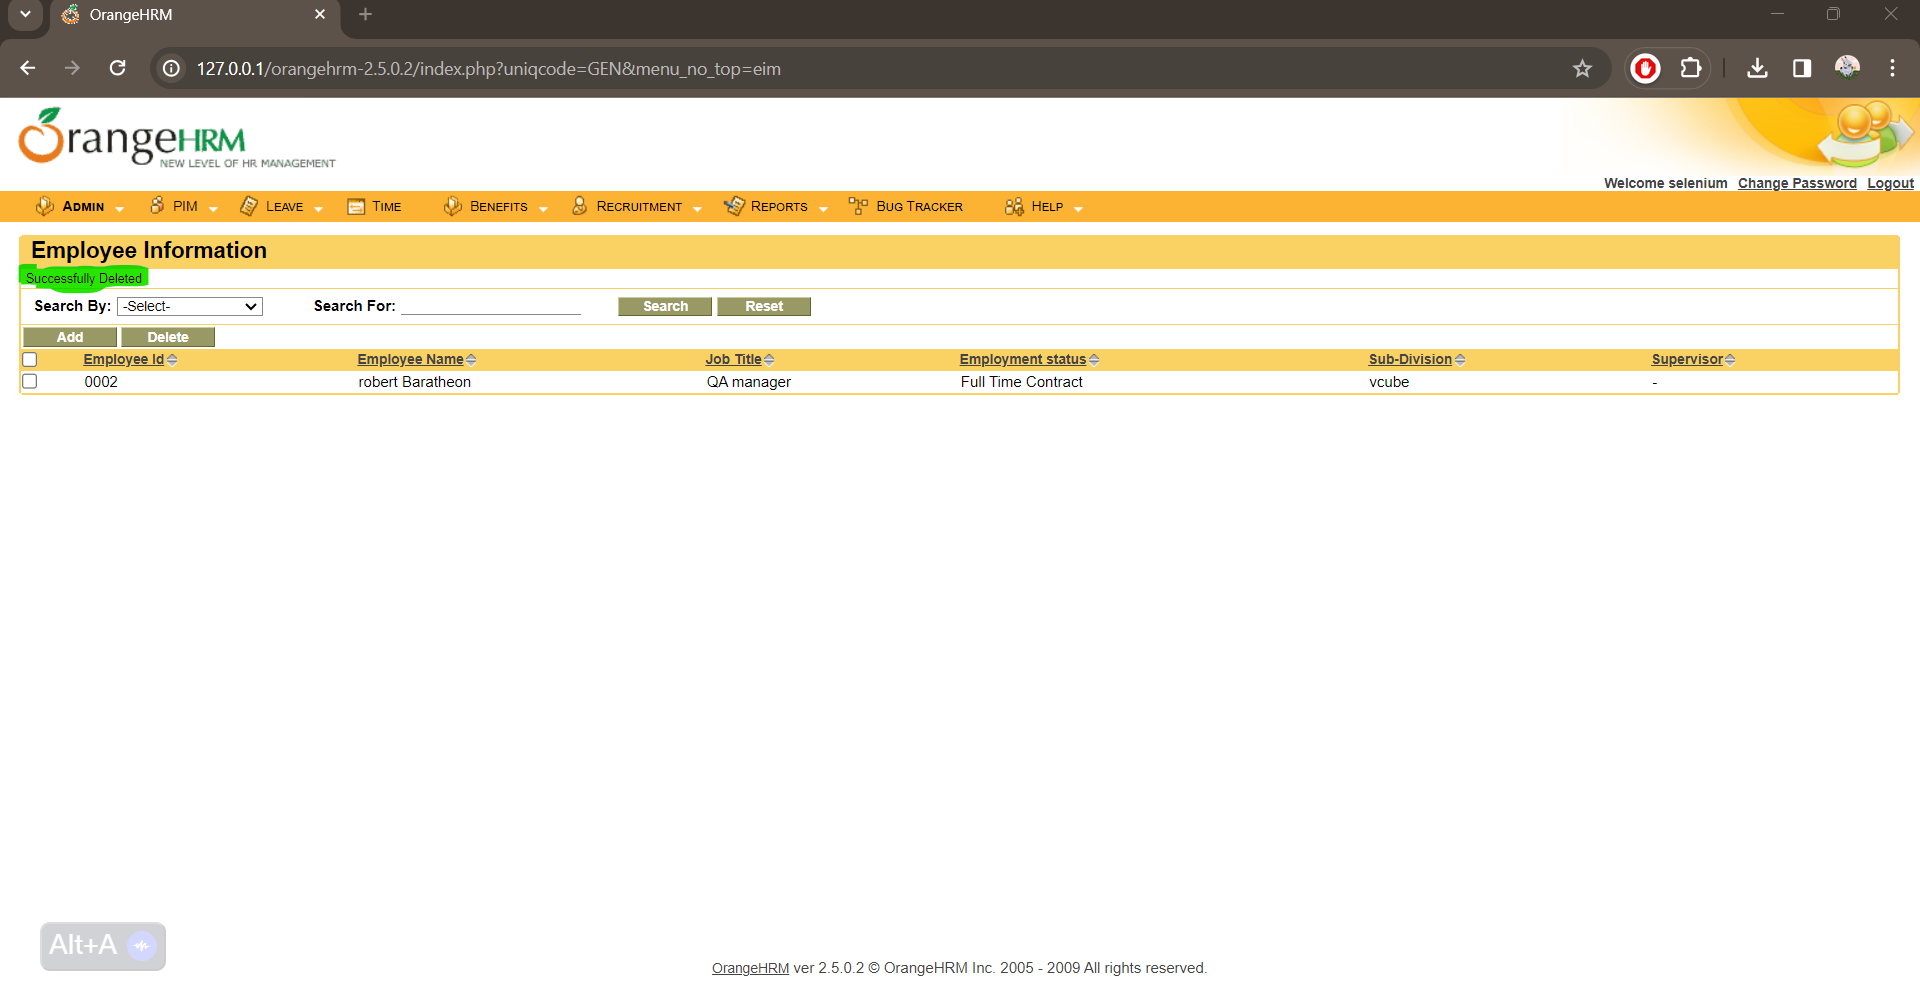 OrangeHRM
127.0.0.1/orangehrm-2.5.0.2/index.php?uniqcode=GEN&menu_no_top=eim
OrangeHRM
NEW LEVEL OF HR MANAGEMENT
Welcome selenium Change Password Logout
ADMIN PIM LEAVE TIME BENEFITS RECRUITMENT REPORTS BUG TRACKER HELP
Employee Information
Successfully Deleted
Search By: -Select- Search For: Search Reset
Add Delete
Employee Id Employee Name Job Title Employment status Sub-Division Supervisor
0002 robert Baratheon QA manager Full Time Contract vcube -
Alt+A
OrangeHRM ver 2.5.0.2 © OrangeHRM Inc. 2005 - 2009 All rights reserved.